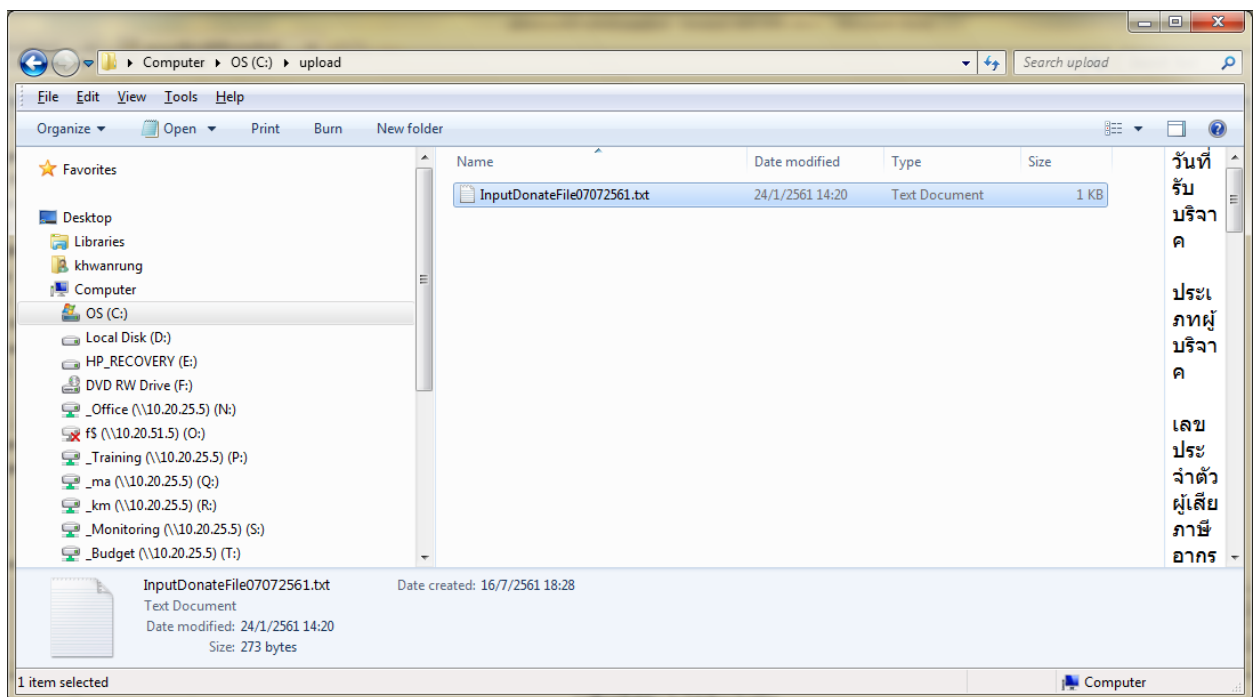 Computer ▸ OS (C:) ▸ upload
Search upload
File Edit View Tools Help
Organize Open Print Burn New folder
Favorites
Desktop
Libraries
khwanrung
Computer
OS (C:)
Local Disk (D:)
HP_RECOVERY (E:)
DVD RW Drive (F:)
_Office (\\10.20.25.5) (N:)
f$ (\\10.20.51.5) (O:)
_Training (\\10.20.25.5) (P:)
_ma (\\10.20.25.5) (Q:)
_km (\\10.20.25.5) (R:)
_Monitoring (\\10.20.25.5) (S:)
_Budget (\\10.20.25.5) (T:)
Name Date modified Type Size
InputDonateFile07072561.txt 24/1/2561 14:20 Text Document 1 KB
วันที่
รับ
บริจา
ค
ประเ
ภทผู้
บริจา
ค
เลข
ประ
จำตัว
ผู้เสีย
ภาษี
อากร
InputDonateFile07072561.txt Date created: 16/7/2561 18:28
Text Document
Date modified: 24/1/2561 14:20
Size: 273 bytes
1 item selected
Computer